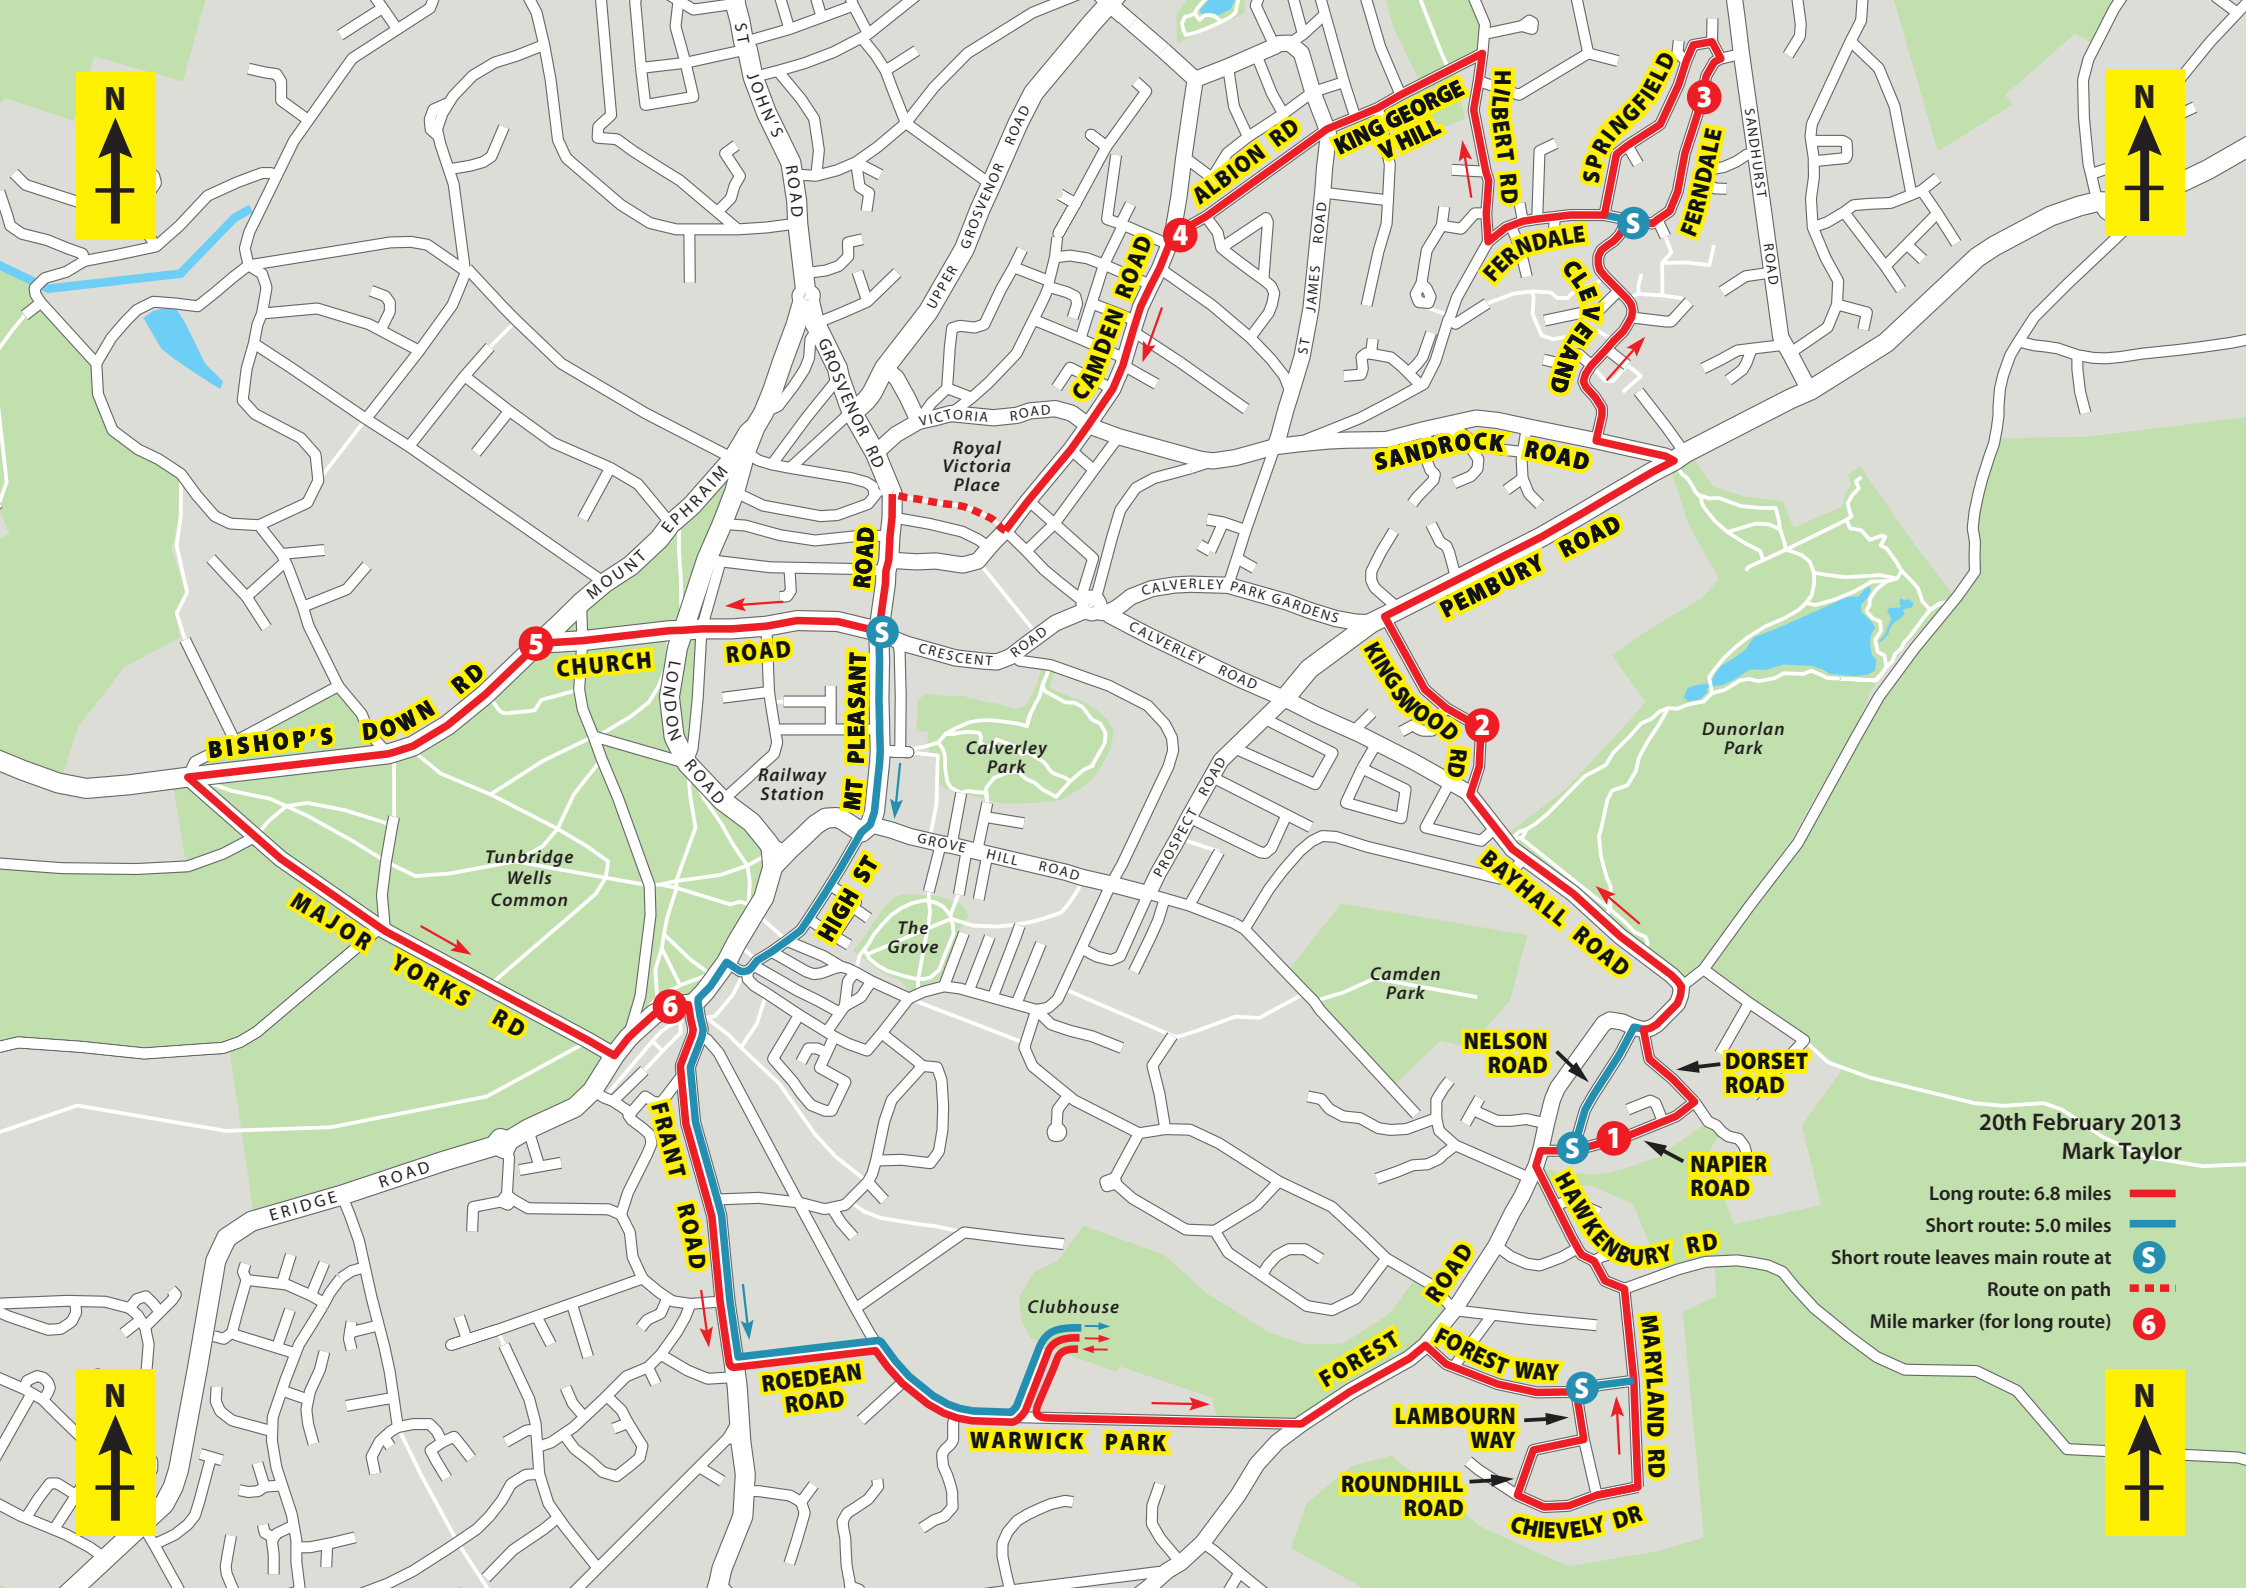 N
N
ST JOHN'S ROAD
UPPER GROSVENOR ROAD
ALBION RD
KING GEORGE
V HILL
HILBERT RD
SPRINGFIELD
3
FERNDALE
SANDHURST ROAD
4
S
FERNDALE
CLEVELAND
ST JAMES ROAD
CAMDEN ROAD
GROSVENOR RD
VICTORIA ROAD
Royal
Victoria
Place
SANDROCK ROAD
MOUNT EPHRAIM
ROAD
PEMBURY ROAD
CALVERLEY PARK GARDENS
CALVERLEY ROAD
5
CHURCH ROAD
S
CRESCENT ROAD
LONDON ROAD
BISHOP'S DOWN RD
MT PLEASANT
KINGSWOOD RD
2
Dunorlan
Park
Railway
Station
Calverley
Park
PROSPECT ROAD
GROVE HILL ROAD
Tunbridge
Wells
Common
HIGH ST
The
Grove
BAYHALL ROAD
MAJOR YORKS RD
Camden
Park
6
NELSON
ROAD
DORSET
ROAD
FRANT ROAD
S
1
NAPIER
ROAD
ERIDGE ROAD
HAWKENBURY RD
20th February 2013
Mark Taylor
Long route: 6.8 miles
Short route: 5.0 miles
Short route leaves main route at S
Route on path
Mile marker (for long route) 6
Clubhouse
FOREST ROAD
FOREST WAY
MARYLAND RD
ROEDEAN
ROAD
S
WARWICK PARK
LAMBOURN
WAY
ROUNDHILL
ROAD
CHIEVELY DR
N
N